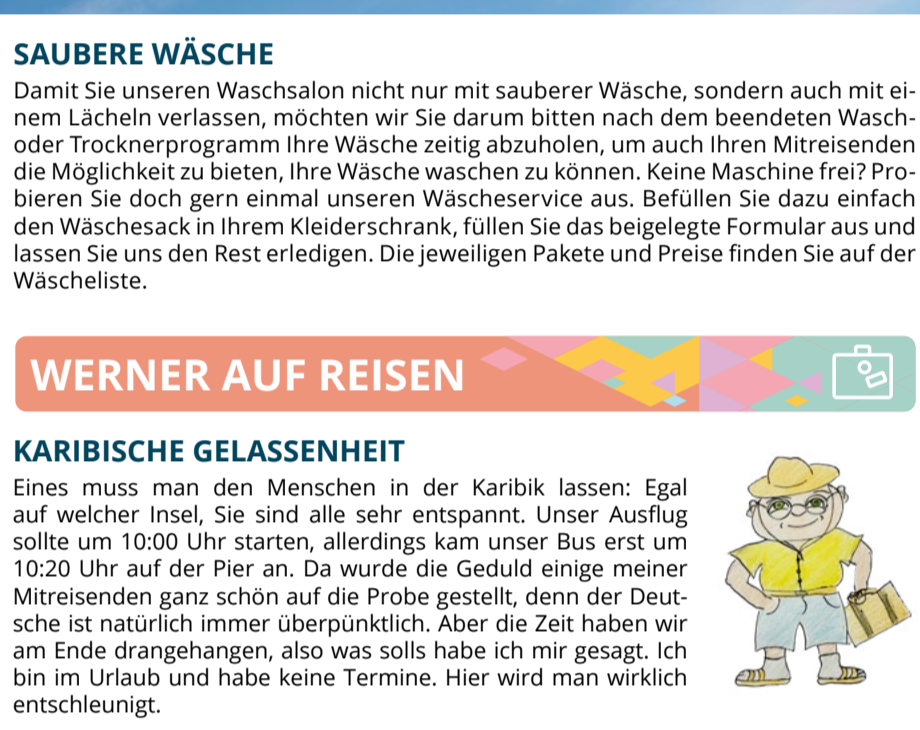 SAUBERE WÄSCHE
Damit Sie unseren Waschsalon nicht nur mit sauberer Wäsche, sondern auch mit ei-
nem Lächeln verlassen, möchten wir Sie darum bitten nach dem beendeten Wasch-
oder Trocknerprogramm Ihre Wäsche zeitig abzuholen, um auch Ihren Mitreisenden
die Möglichkeit zu bieten, Ihre Wäsche waschen zu können. Keine Maschine frei? Pro-
bieren Sie doch gern einmal unseren Wäscheservice aus. Befüllen Sie dazu einfach
den Wäschesack in Ihrem Kleiderschrank, füllen Sie das beigelegte Formular aus und
lassen Sie uns den Rest erledigen. Die jeweiligen Pakete und Preise finden Sie auf der
Wäscheliste.
WERNER AUF REISEN
KARIBISCHE GELASSENHEIT
Eines muss man den Menschen in der Karibik lassen: Egal
auf welcher Insel, Sie sind alle sehr entspannt. Unser Ausflug
sollte um 10:00 Uhr starten, allerdings kam unser Bus erst um
10:20 Uhr auf der Pier an. Da wurde die Geduld einige meiner
Mitreisenden ganz schön auf die Probe gestellt, denn der Deut-
sche ist natürlich immer überpünktlich. Aber die Zeit haben wir
am Ende drangehangen, also was solls habe ich mir gesagt. Ich
bin im Urlaub und habe keine Termine. Hier wird man wirklich
entschleunigt.